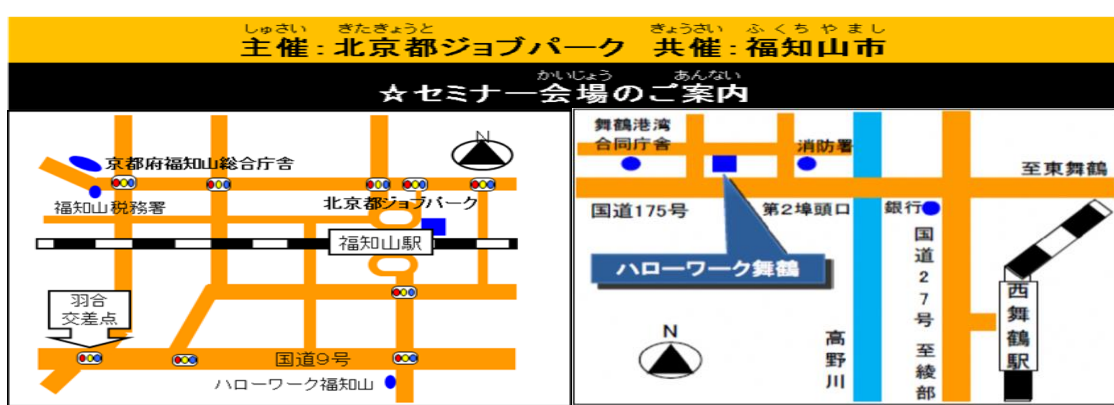 しゅさい きたきょうと きょうさい ふくちやまし
主催：北京都ジョブパーク 共催：福知山市
かいじょう あんない
☆セミナー会場のご案内
N
京都府福知山総合庁舎
福知山税務署
北京都ジョブパーク
福知山駅
羽合
交差点
国道9号
ハローワーク福知山
舞鶴港湾
合同庁舎
消防署
至東舞鶴
国道175号
第2埠頭口
銀行
ハローワーク舞鶴
国道27号 至綾部
西舞鶴駅
N
高野川